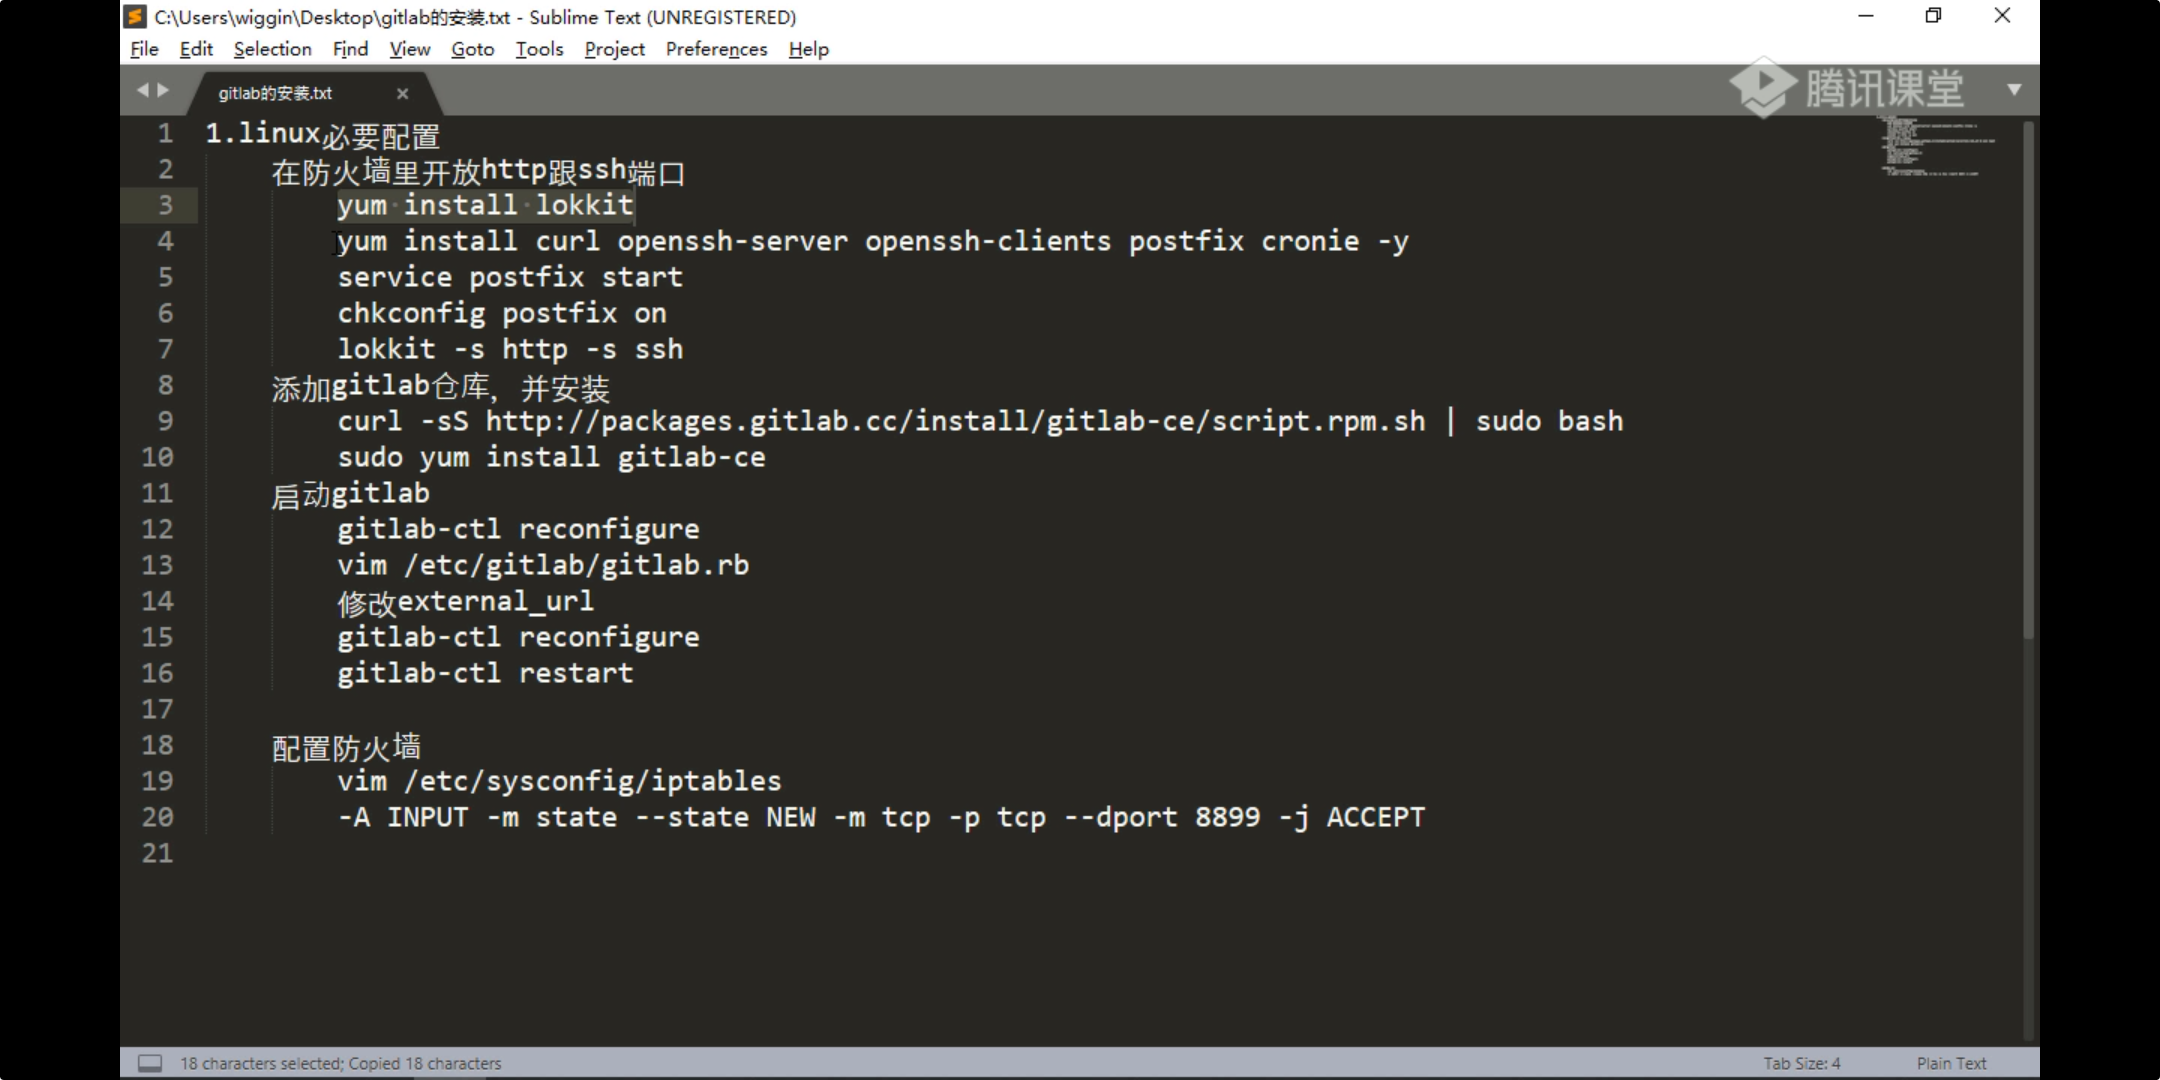 C:\Users\wiggin\Desktop\gitlab的安装.txt - Sublime Text (UNREGISTERED)
File Edit Selection Find View Goto Tools Project Preferences Help
gitlab的安装.txt
腾讯课堂
1 1.linux必要配置
2 在防火墙里开放http跟ssh端口
3 yum install lokkit
4 yum install curl openssh-server openssh-clients postfix cronie -y
5 service postfix start
6 chkconfig postfix on
7 lokkit -s http -s ssh
8 添加gitlab仓库，并安装
9 curl -sS http://packages.gitlab.cc/install/gitlab-ce/script.rpm.sh | sudo bash
10 sudo yum install gitlab-ce
11 启动gitlab
12 gitlab-ctl reconfigure
13 vim /etc/gitlab/gitlab.rb
14 修改external_url
15 gitlab-ctl reconfigure
16 gitlab-ctl restart
17
18 配置防火墙
19 vim /etc/sysconfig/iptables
20 -A INPUT -m state --state NEW -m tcp -p tcp --dport 8899 -j ACCEPT
21
18 characters selected; Copied 18 characters Tab Size: 4 Plain Text